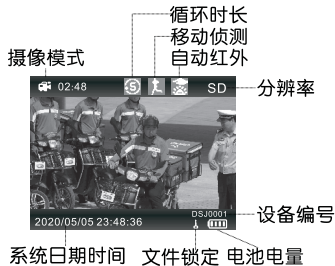 循环时长
移动侦测
自动红外
摄像模式
02:48
5
SD
分辨率
DSJ0001
设备编号
2020/05/05 23:48:36
系统日期时间
文件锁定
电池电量